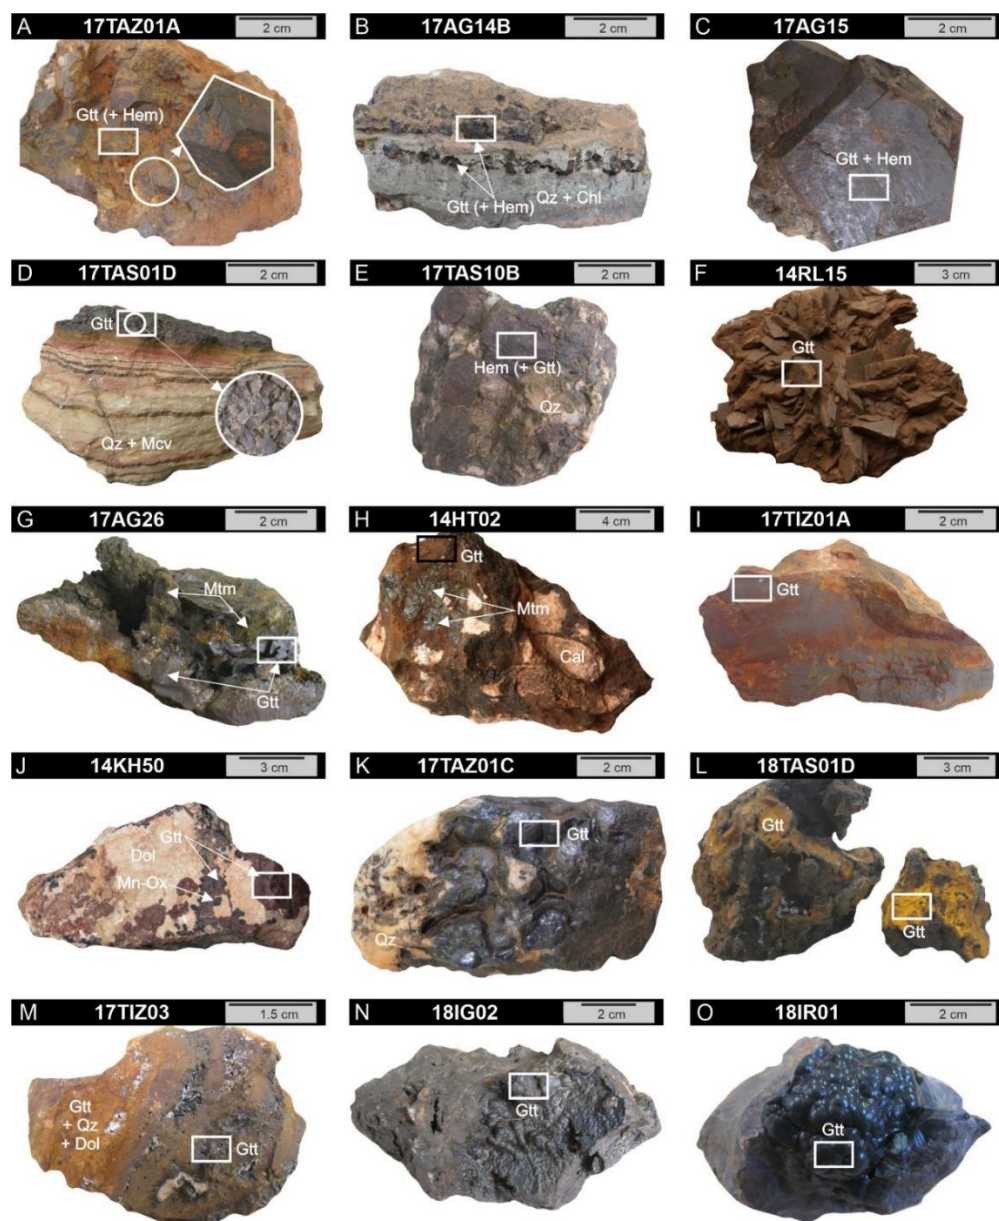 A 17TAZ01A 2 cm
Gtt (+ Hem)
B 17AG14B 2 cm
Gtt (+ Hem)
Qz + Chl
C 17AG15 2 cm
Gtt + Hem
D 17TAS01D 2 cm
Gtt
Qz + Mcv
E 17TAS10B 2 cm
Hem (+ Gtt)
Qz
F 14RL15 3 cm
Gtt
G 17AG26 2 cm
Mtm
Gtt
H 14HT02 4 cm
Gtt
Mtm
Cal
I 17TIZ01A 2 cm
Gtt
J 14KH50 3 cm
Gtt
Dol
Mn-Ox
K 17TAZ01C 2 cm
Gtt
Qz
L 18TAS01D 3 cm
Gtt
Gtt
M 17TIZ03 1.5 cm
Gtt
+ Qz
+ Dol
Gtt
N 18IG02 2 cm
Gtt
O 18IR01 2 cm